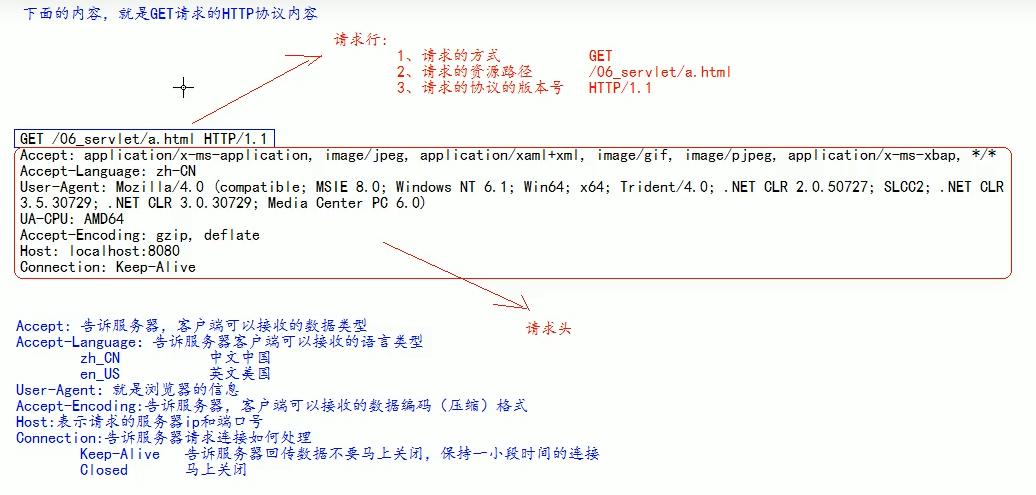 下面的内容，就是GET请求的HTTP协议内容
请求行:
1、请求的方式 GET
2、请求的资源路径 /06_servlet/a.html
3、请求的协议的版本号 HTTP/1.1
GET /06_servlet/a.html HTTP/1.1
Accept: application/x-ms-application, image/jpeg, application/xaml+xml, image/gif, image/pjpeg, application/x-ms-xbap, */*
Accept-Language: zh-CN
User-Agent: Mozilla/4.0 (compatible; MSIE 8.0; Windows NT 6.1; Win64; x64; Trident/4.0; .NET CLR 2.0.50727; SLCC2; .NET CLR
3.5.30729; .NET CLR 3.0.30729; Media Center PC 6.0)
UA-CPU: AMD64
Accept-Encoding: gzip, deflate
Host: localhost:8080
Connection: Keep-Alive
请求头
Accept: 告诉服务器，客户端可以接收的数据类型
Accept-Language: 告诉服务器客户端可以接收的语言类型
zh_CN 中文中国
en_US 英文美国
User-Agent: 就是浏览器的信息
Accept-Encoding:告诉服务器，客户端可以接收的数据编码（压缩）格式
Host:表示请求的服务器ip和端口号
Connection:告诉服务器请求连接如何处理
Keep-Alive 告诉服务器回传数据不要马上关闭，保持一小段时间的连接
Closed 马上关闭